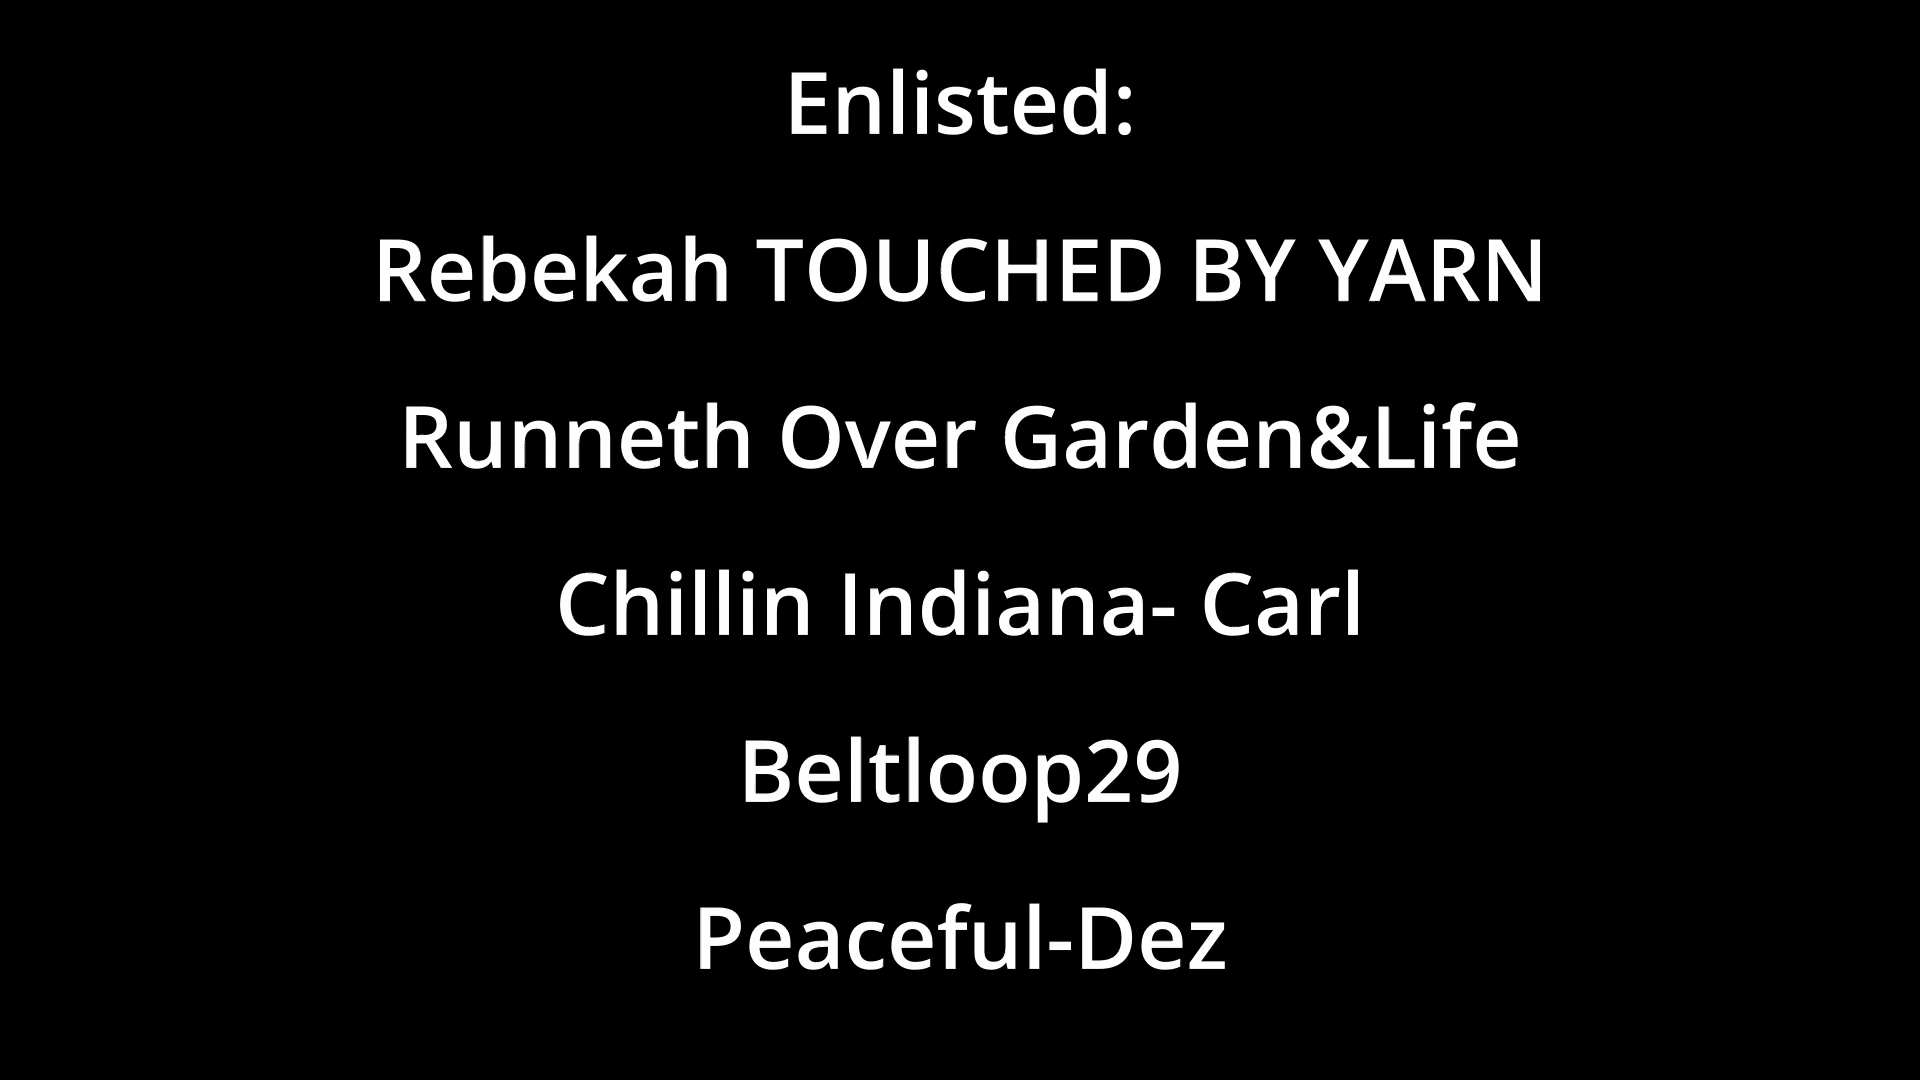 Enlisted:
Rebekah TOUCHED BY YARN
Runneth Over Garden&Life
Chillin Indiana- Carl
Beltloop29
Peaceful-Dez